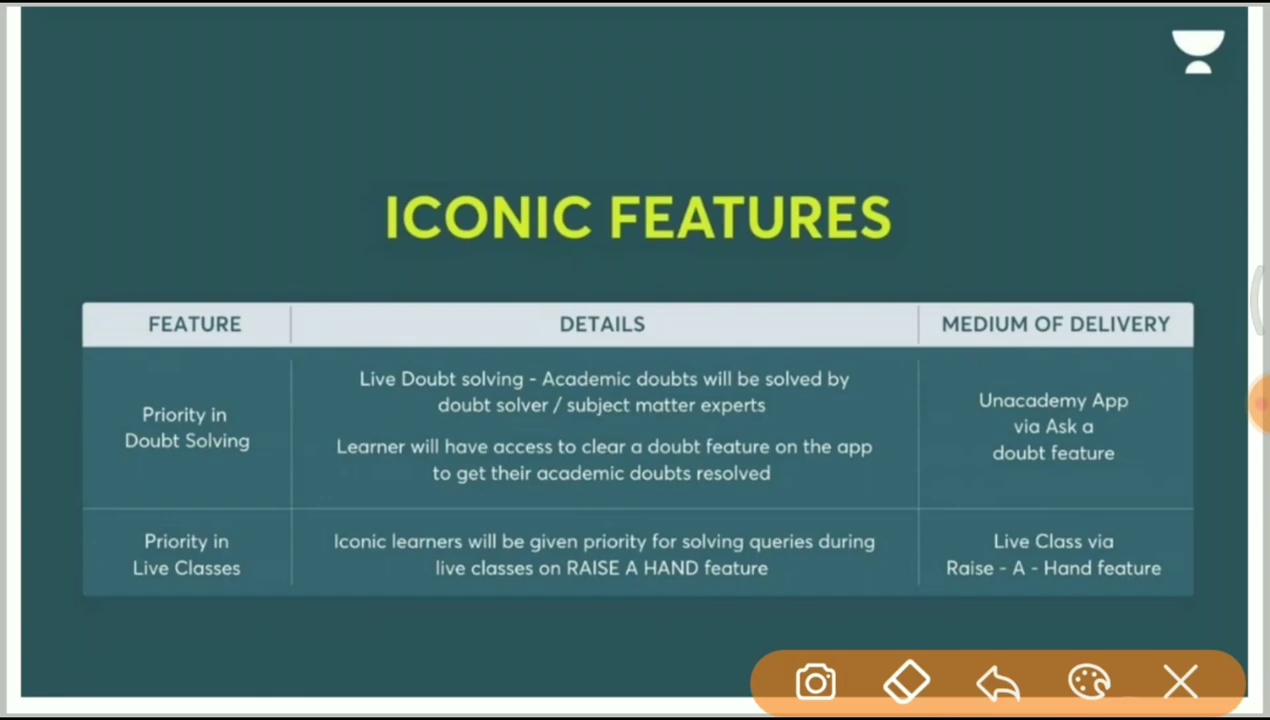 ICONIC FEATURES
FEATURE
DETAILS
MEDIUM OF DELIVERY
Priority in
Doubt Solving
Live Doubt solving - Academic doubts will be solved by
doubt solver / subject matter experts
Learner will have access to clear a doubt feature on the app
to get their academic doubts resolved
Unacademy App
via Ask a
doubt feature
Priority in
Live Classes
Iconic learners will be given priority for solving queries during
live classes on RAISE A HAND feature
Live Class via
Raise - A - Hand feature